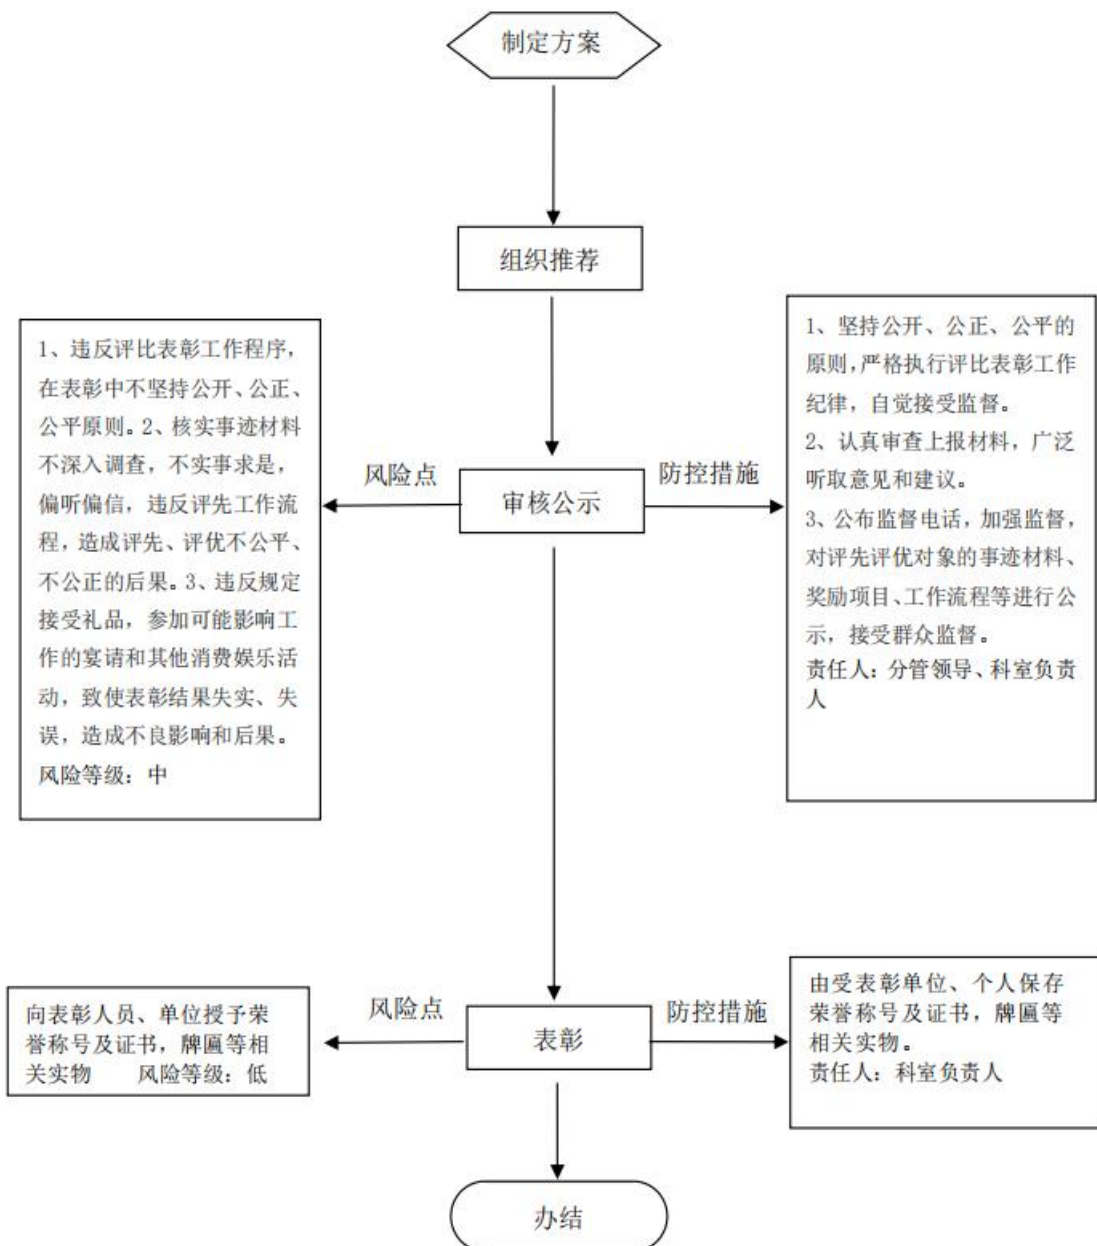 制定方案
组织推荐
1、违反评比表彰工作程序,
在表彰中不坚持公开、公正、
公平原则。2、核实事迹材料
不深入调查，不实事求是，
偏听偏信，违反评先工作流
程，造成评先、评优不公平、
不公正的后果。3、违反规定
接受礼品，参加可能影响工
作的宴请和其他消费娱乐活
动，致使表彰结果失实、失
误，造成不良影响和后果。
风险等级：中
风险点
审核公示
防控措施
1、坚持公开、公正、公平的
原则,严格执行评比表彰工作
纪律，自觉接受监督。
2、认真审查上报材料，广泛
听取意见和建议。
3、公布监督电话，加强监督，
对评先评优对象的事迹材料、
奖励项目、工作流程等进行公
示，接受群众监督。
责任人：分管领导、科室负责
人
向表彰人员、单位授予荣
誉称号及证书，牌匾等相
关实物 风险等级：低
风险点
表彰
防控措施
由受表彰单位、个人保存
荣誉称号及证书，牌匾等
相关实物。
责任人：科室负责人
办结